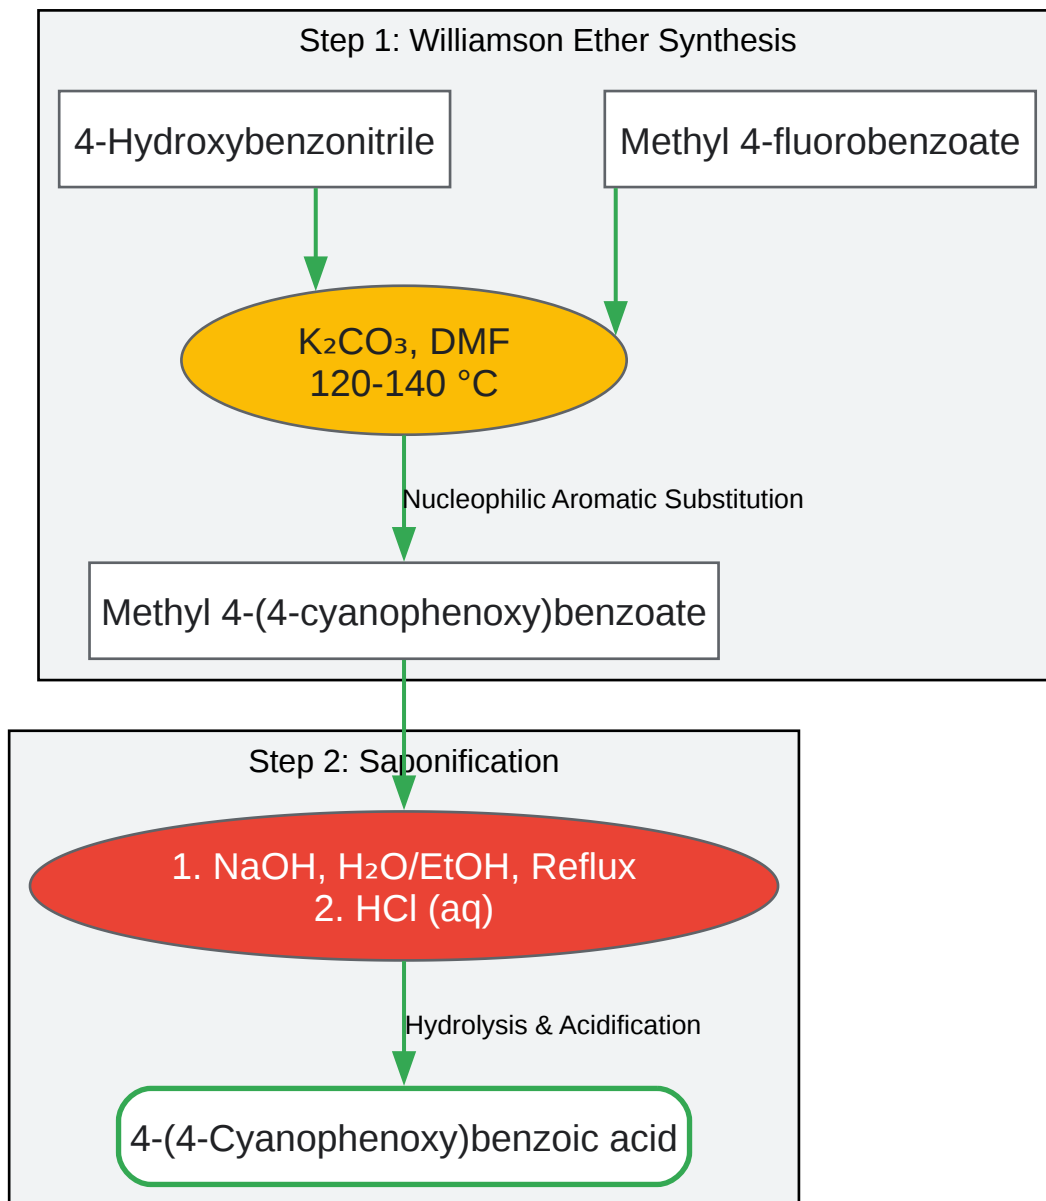 Step 1: Williamson Ether Synthesis
4-Hydroxybenzonitrile
Methyl 4-fluorobenzoate
K₂CO₃, DMF
120-140 °C
Nucleophilic Aromatic Substitution
Methyl 4-(4-cyanophenoxy)benzoate
Step 2: Saponification
1. NaOH, H₂O/EtOH, Reflux
2. HCl (aq)
Hydrolysis & Acidification
4-(4-Cyanophenoxy)benzoic acid